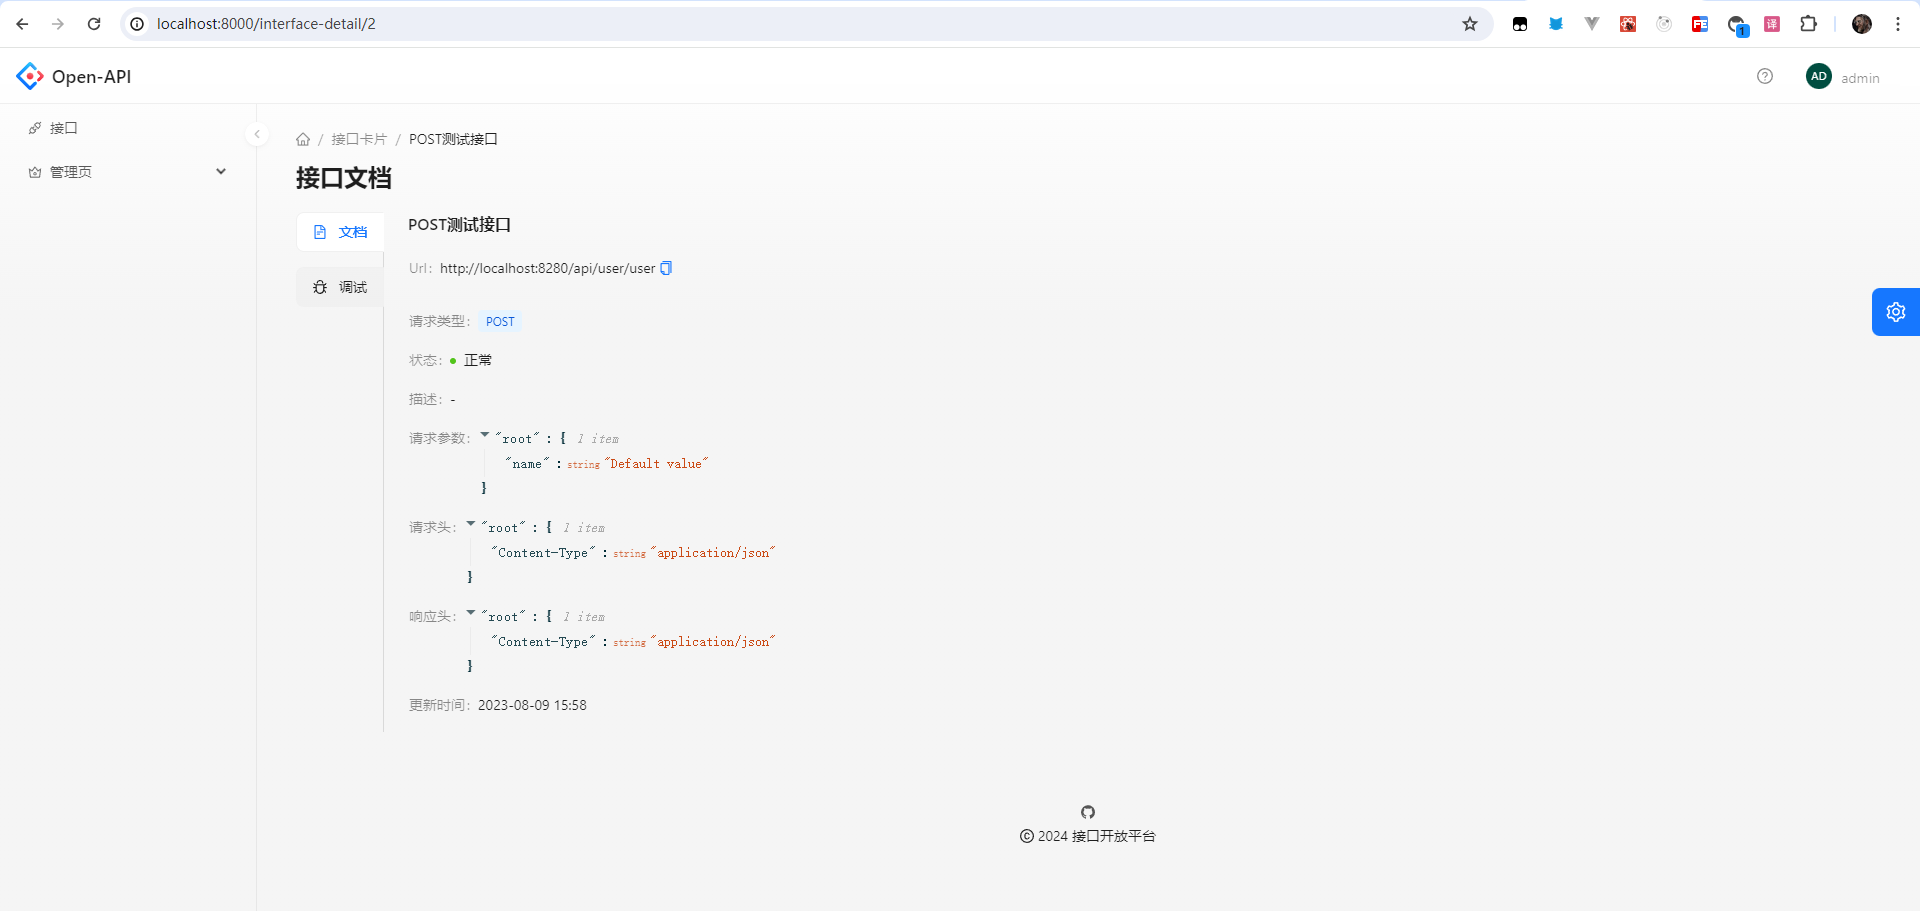 localhost:8000/interface-detail/2
1
译
Open-API
AD admin
接口
管理页
/ 接口卡片 / POST测试接口
接口文档
文档
调试
POST测试接口
Url: http://localhost:8280/api/user/user
请求类型: POST
状态: 正常
描述: -
请求参数: "root" : { 1 item
"name" : string "Default value"
}
请求头: "root" : { 1 item
"Content-Type" : string "application/json"
}
响应头: "root" : { 1 item
"Content-Type" : string "application/json"
}
更新时间: 2023-08-09 15:58
© 2024 接口开放平台